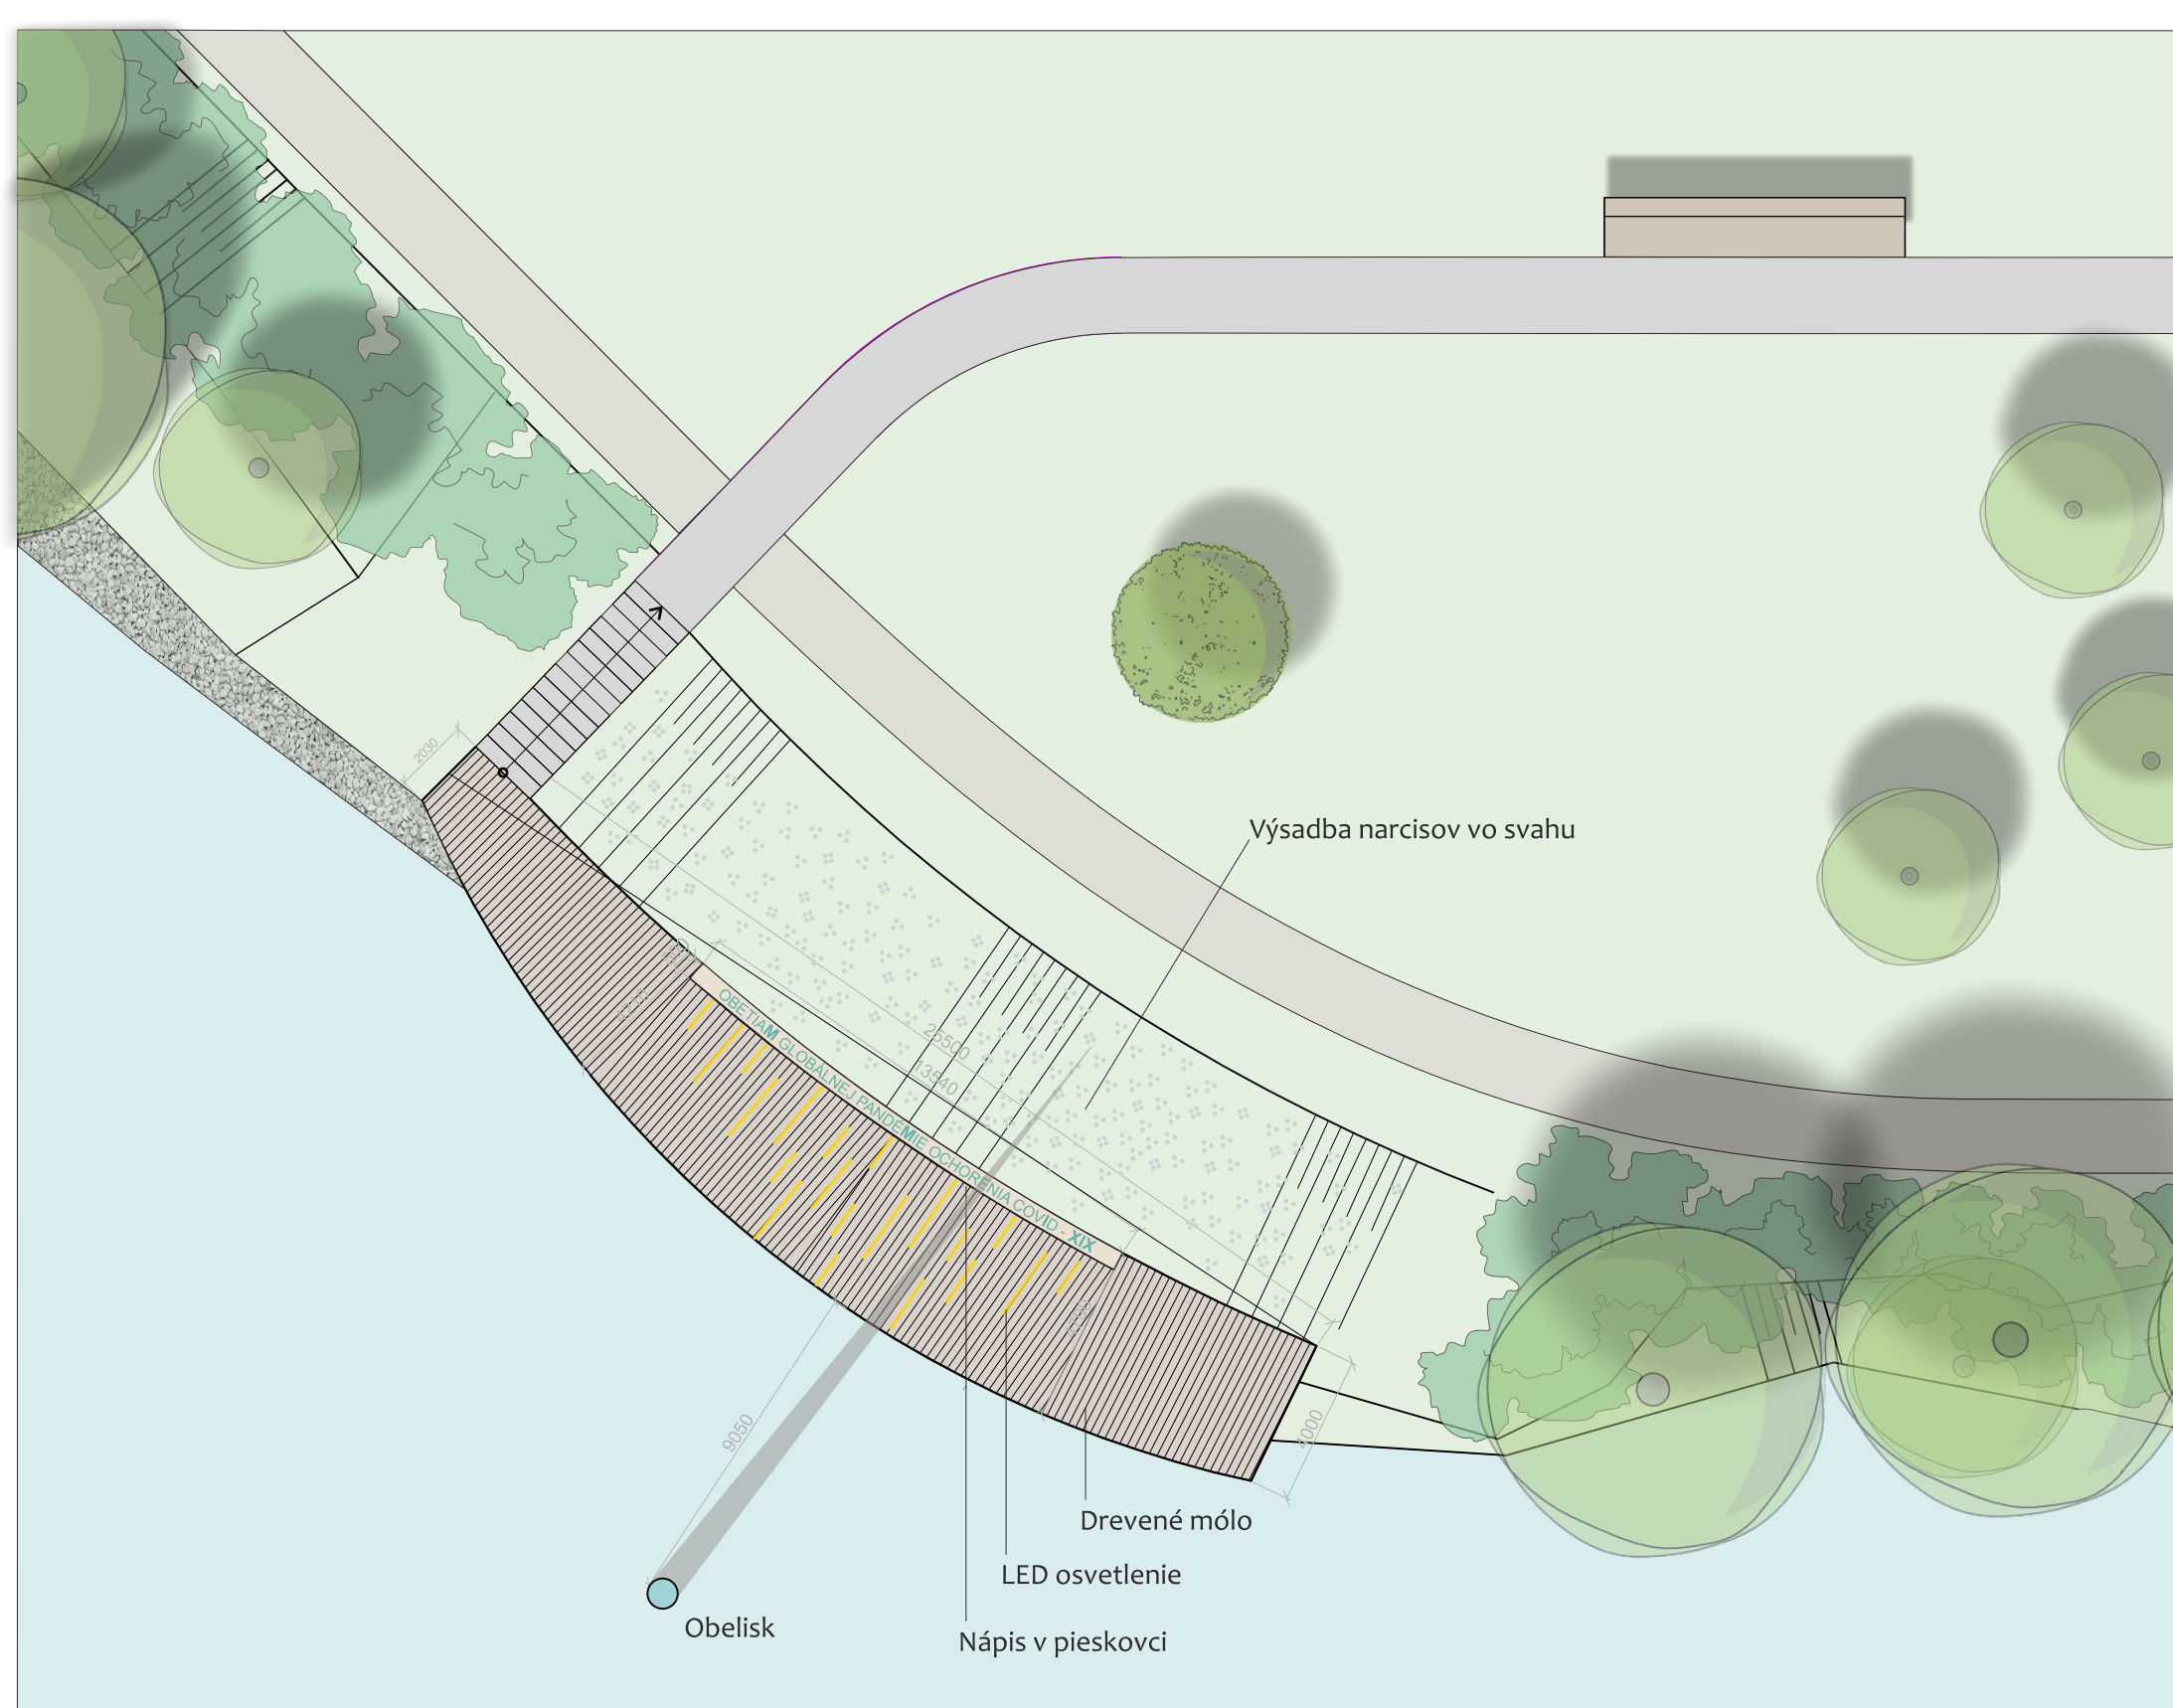 2030
Výsadba narcisov vo svahu
OBETIAM GLOBÁLNEJ PANDÉMIE OCHORENIA COVID - XIX
25500
13540
9050
4000
Drevené mólo
LED osvetlenie
Obelisk
Nápis v pieskovci